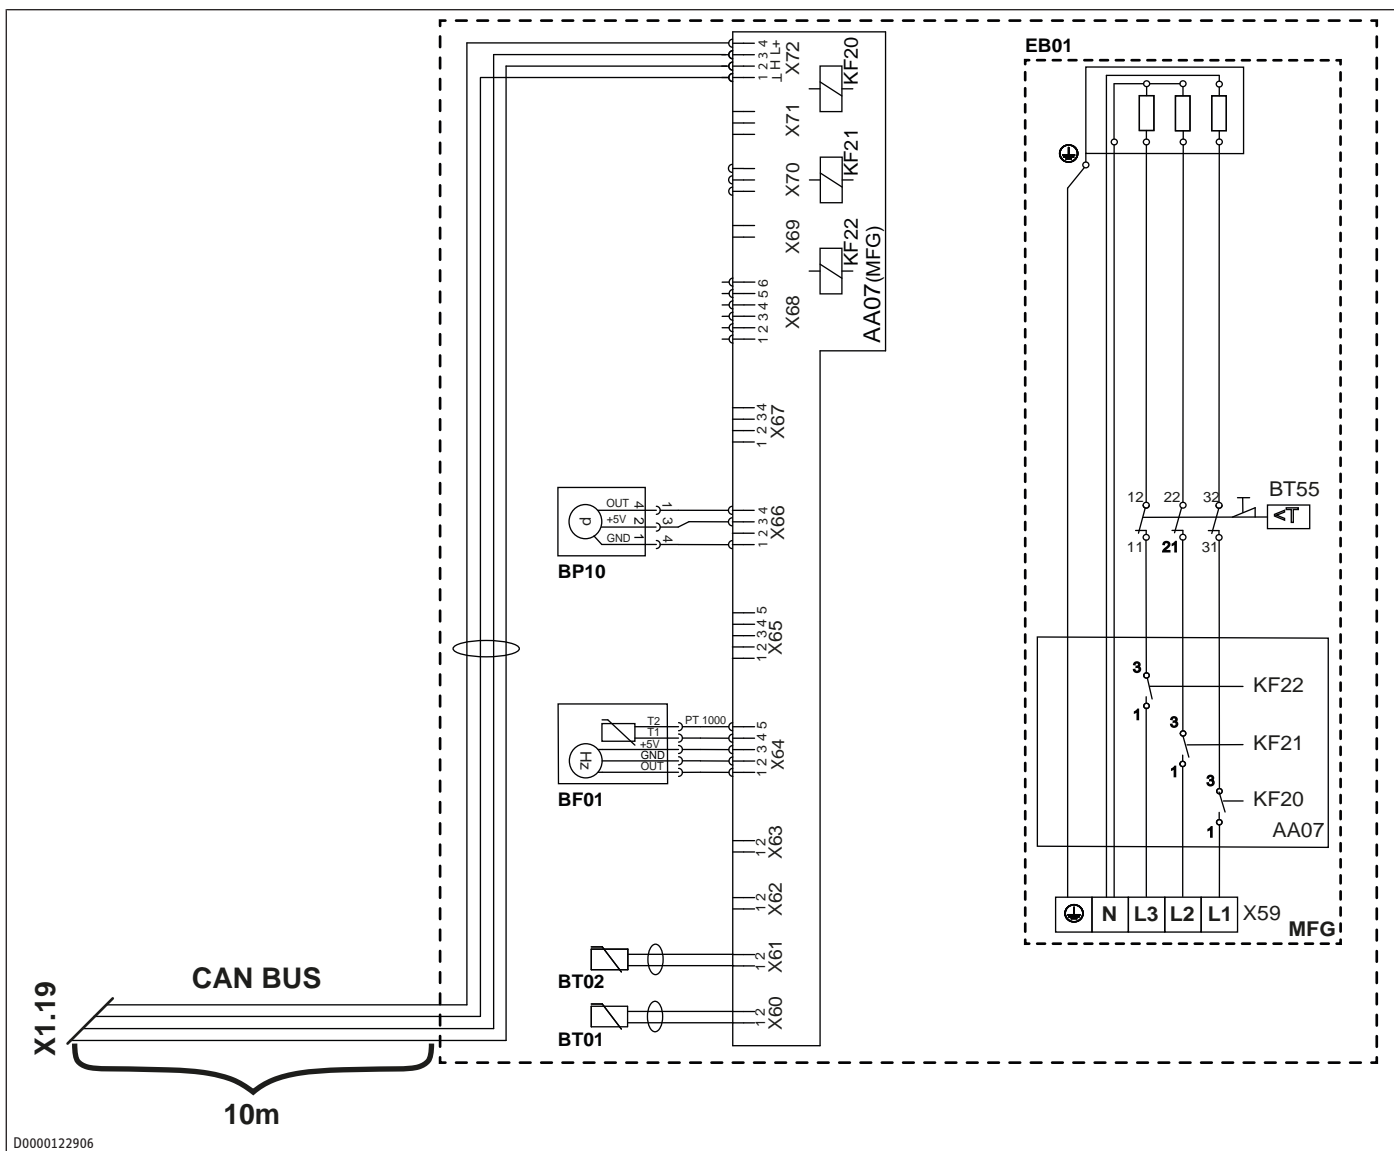 4 3 2 1
L+ H ⊥
X72
KF20
X71
KF21
X70
X69
KF22
AA07(MFG)
1 2 3 4 5 6
X68
1 2 3 4
X67
OUT 4 1
+5V 2 3
GND 1 4
p
BP10
1 2 3 4
X66
1 2 3 4 5
X65
T2 PT 1000
T1
+5V
GND
OUT
Hz
BF01
1 2 3 4 5
X64
1 2
X63
1 2
X62
BT02
1 2
X61
BT01
1 2
X60
CAN BUS
X1.19
10m
EB01
12 22 32
BT55
<T
11 21 31
3
KF22
1
3
KF21
1
3
KF20
1
AA07
N L3 L2 L1 X59
MFG
D0000122906